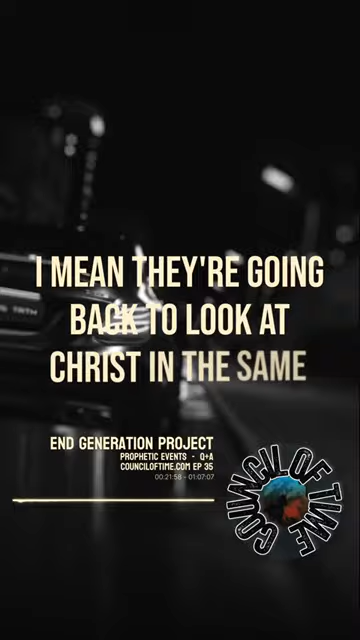 I MEAN THEY'RE GOING
BACK TO LOOK AT
CHRIST IN THE SAME
END GENERATION PROJECT
PROPHETIC EVENTS - Q+A
COUNCILOFTIME.COM EP 35
00:21:58 - 01:07:07
COUNCIL OF TIME